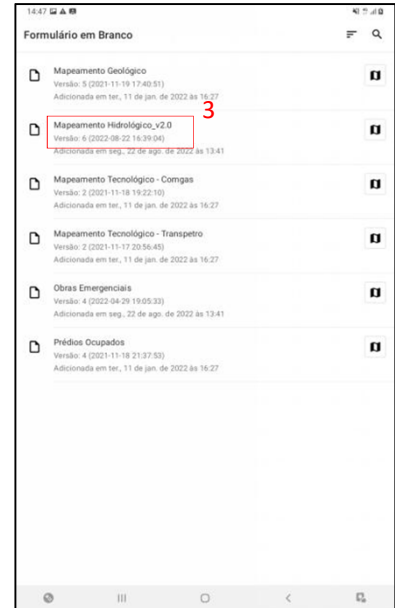 14:47
Formulário em Branco
Mapeamento Geológico
Versão: 5 (2021-11-19 17:40:51)
Adicionada em ter., 11 de jan. de 2022 às 16:27
3
Mapeamento Hidrológico_v2.0
Versão: 6 (2022-08-22 16:39:04)
Adicionada em seg., 22 de ago. de 2022 às 13:41
Mapeamento Tecnológico - Comgas
Versão: 2 (2021-11-18 19:22:10)
Adicionada em ter., 11 de jan. de 2022 às 16:27
Mapeamento Tecnológico - Transpetro
Versão: 2 (2021-11-17 20:56:45)
Adicionada em ter., 11 de jan. de 2022 às 16:27
Obras Emergenciais
Versão: 4 (2022-04-29 19:05:33)
Adicionada em seg., 22 de ago. de 2022 às 13:41
Prédios Ocupados
Versão: 4 (2021-11-18 21:37:53)
Adicionada em ter., 11 de jan. de 2022 às 16:27